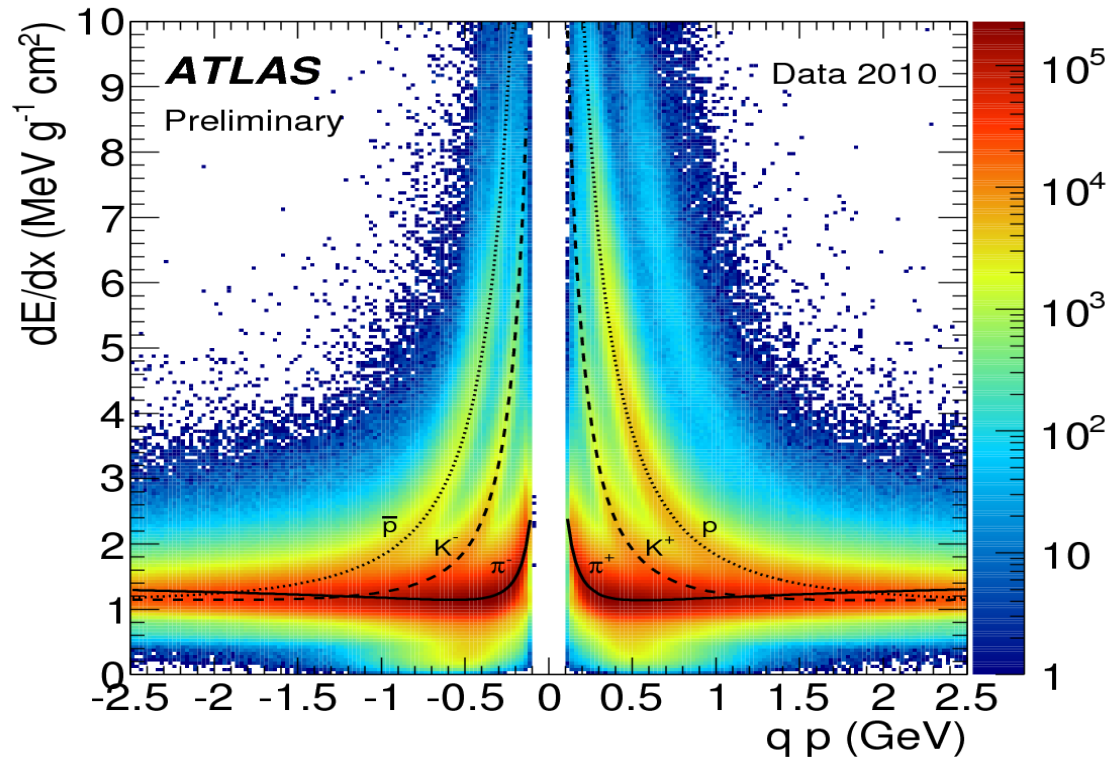 dE/dx (MeV g⁻¹ cm²)
10
9
8
7
6
5
4
3
2
1
0
ATLAS
Preliminary
Data 2010
p̄
K⁻
π⁻
π⁺
K⁺
p
-2.5 -2 -1.5 -1 -0.5 0 0.5 1 1.5 2 2.5
q p (GeV)
10⁵
10⁴
10³
10²
10
1